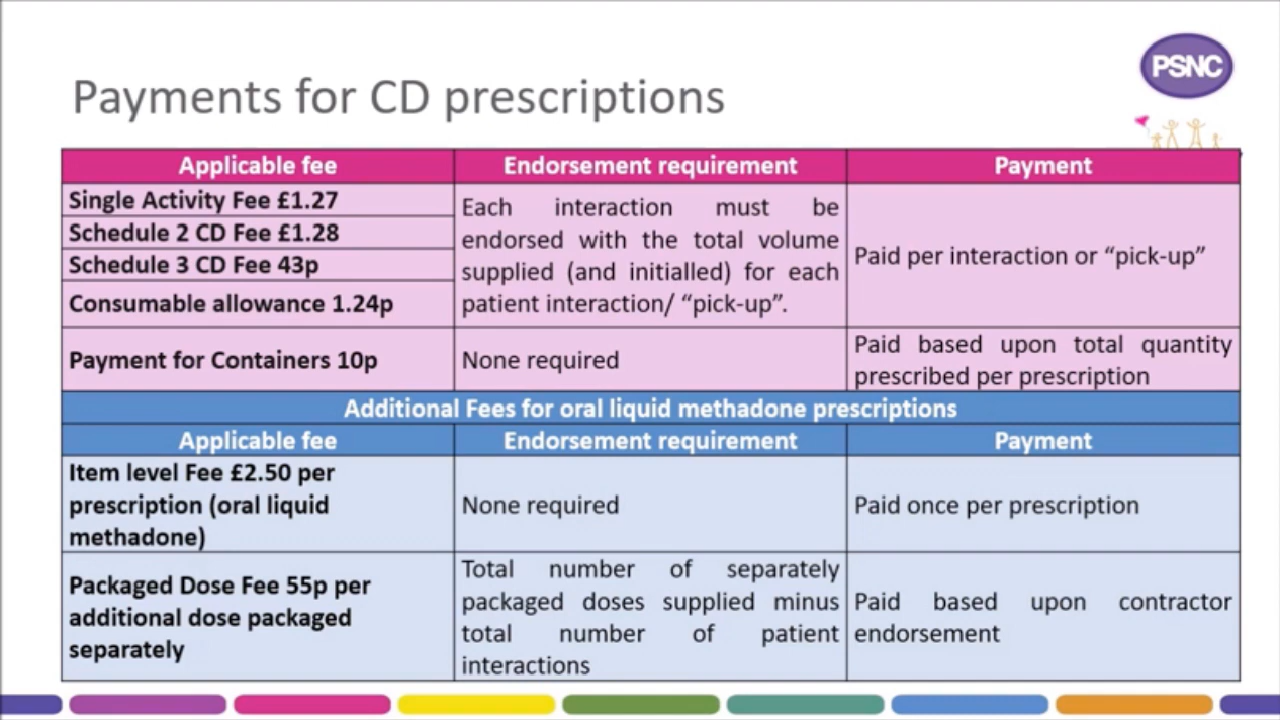 PSNC
Payments for CD prescriptions
Applicable fee
Endorsement requirement
Payment
Single Activity Fee £1.27
Schedule 2 CD Fee £1.28
Schedule 3 CD Fee 43p
Consumable allowance 1.24p
Each interaction must be
endorsed with the total volume
supplied (and initialled) for each
patient interaction/ “pick-up”.
Paid per interaction or “pick-up”
Payment for Containers 10p
None required
Paid based upon total quantity
prescribed per prescription
Additional Fees for oral liquid methadone prescriptions
Applicable fee
Endorsement requirement
Payment
Item level Fee £2.50 per
prescription (oral liquid
methadone)
None required
Paid once per prescription
Packaged Dose Fee 55p per
additional dose packaged
separately
Total number of separately
packaged doses supplied minus
total number of patient
interactions
Paid based upon contractor
endorsement